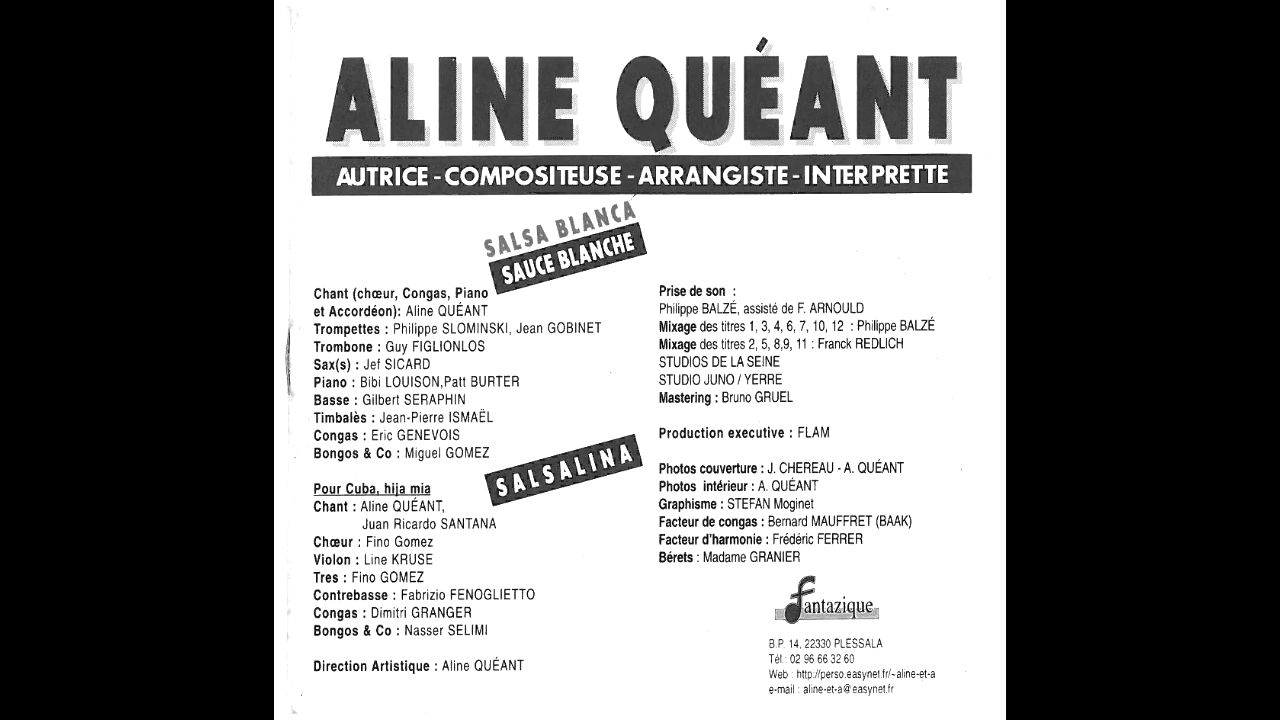 ALINE QUÉANT
AUTRICE - COMPOSITEUSE - ARRANGISTE - INTERPRETTE
SALSA BLANCA
SAUCE BLANCHE
Chant (chœur, Congas, Piano
et Accordéon): Aline QUÉANT
Trompettes : Philippe SLOMINSKI, Jean GOBINET
Trombone : Guy FIGLIONLOS
Sax(s) : Jef SICARD
Piano : Bibi LOUISON,Patt BURTER
Basse : Gilbert SERAPHIN
Timbalès : Jean-Pierre ISMAËL
Congas : Eric GENEVOIS
Bongos & Co : Miguel GOMEZ
SALSALINA
Pour Cuba, hija mia
Chant : Aline QUÉANT,
Juan Ricardo SANTANA
Chœur : Fino Gomez
Violon : Line KRUSE
Tres : Fino GOMEZ
Contrebasse : Fabrizio FENOGLIETTO
Congas : Dimitri GRANGER
Bongos & Co : Nasser SELIMI
Direction Artistique : Aline QUÉANT
Prise de son :
Philippe BALZÉ, assisté de F. ARNOULD
Mixage des titres 1, 3, 4, 6, 7, 10, 12 : Philippe BALZÉ
Mixage des titres 2, 5, 8,9, 11 : Franck REDLICH
STUDIOS DE LA SEINE
STUDIO JUNO / YERRE
Mastering : Bruno GRUEL
Production executive : FLAM
Photos couverture : J. CHEREAU - A. QUÉANT
Photos intérieur : A. QUÉANT
Graphisme : STEFAN Moginet
Facteur de congas : Bernard MAUFFRET (BAAK)
Facteur d'harmonie : Frédéric FERRER
Bérets : Madame GRANIER
fantazique
B.P. 14, 22330 PLESSALA
Tél : 02 96 66 32 60
Web : http://perso.easynet.fr/~aline-et-a
e-mail : aline-et-a@easynet.fr